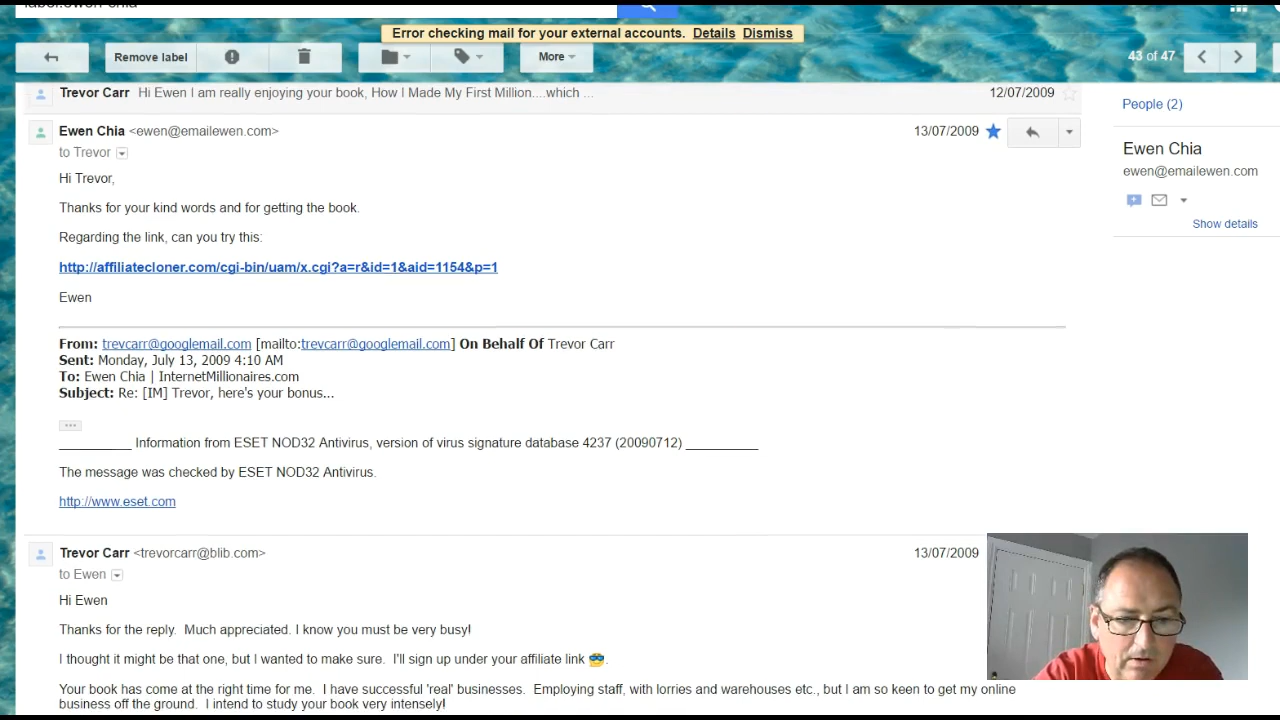 label:ewen-chia
Error checking mail for your external accounts. Details Dismiss
Remove label More 43 of 47
Trevor Carr Hi Ewen I am really enjoying your book, How I Made My First Million....which ... 12/07/2009
People (2)
Ewen Chia <ewen@emailewen.com> 13/07/2009
to Trevor
Ewen Chia
ewen@emailewen.com
Show details
Hi Trevor,
Thanks for your kind words and for getting the book.
Regarding the link, can you try this:
http://affiliatecloner.com/cgi-bin/uam/x.cgi?a=r&id=1&aid=1154&p=1
Ewen
From: trevcarr@googlemail.com [mailto:trevcarr@googlemail.com] On Behalf Of Trevor Carr
Sent: Monday, July 13, 2009 4:10 AM
To: Ewen Chia | InternetMillionaires.com
Subject: Re: [IM] Trevor, here's your bonus...
__________ Information from ESET NOD32 Antivirus, version of virus signature database 4237 (20090712) __________
The message was checked by ESET NOD32 Antivirus.
http://www.eset.com
Trevor Carr <trevorcarr@blib.com> 13/07/2009
to Ewen
Hi Ewen
Thanks for the reply. Much appreciated. I know you must be very busy!
I thought it might be that one, but I wanted to make sure. I'll sign up under your affiliate link 😎.
Your book has come at the right time for me. I have successful 'real' businesses. Employing staff, with lorries and warehouses etc., but I am so keen to get my online
business off the ground. I intend to study your book very intensely!